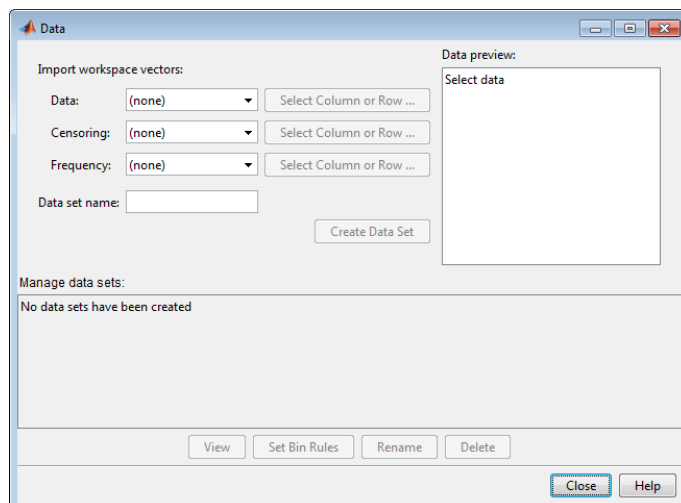 Data
Data preview:
Import workspace vectors:
Select data
Data: (none) Select Column or Row ...
Censoring: (none) Select Column or Row ...
Frequency: (none) Select Column or Row ...
Data set name:
Create Data Set
Manage data sets:
No data sets have been created
View Set Bin Rules Rename Delete
Close Help